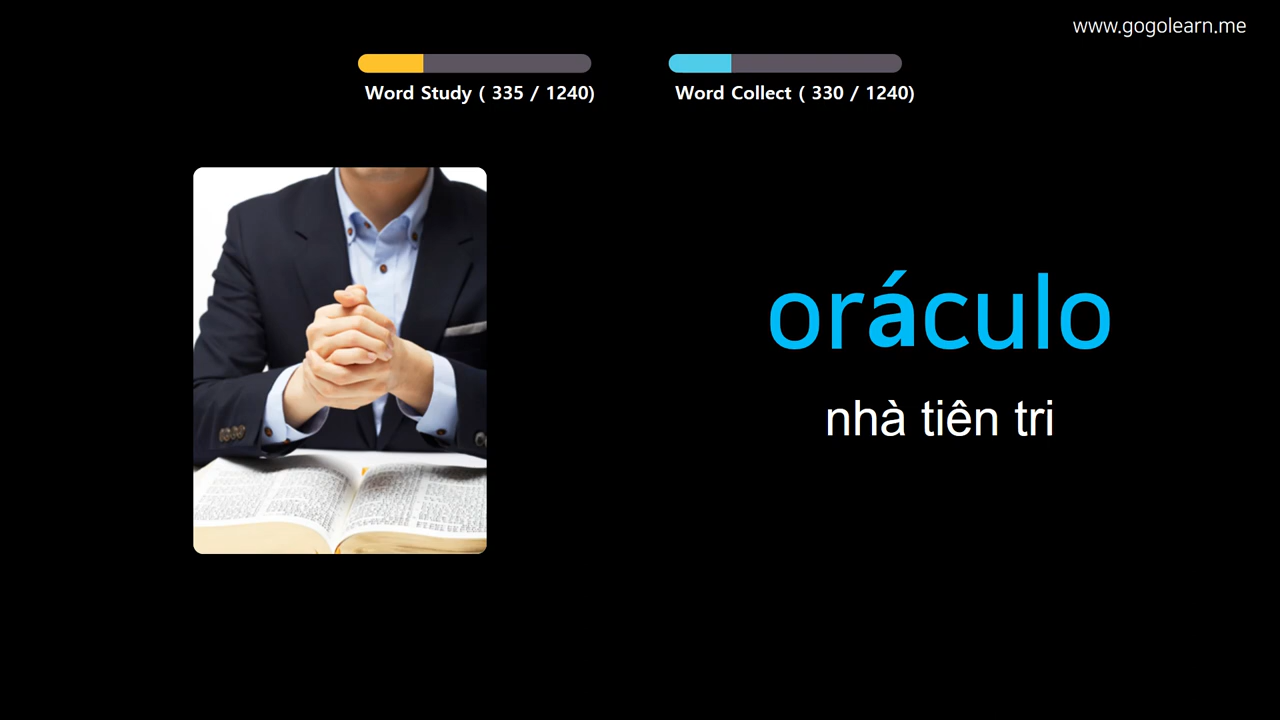 www.gogolearn.me
Word Study ( 335 / 1240)
Word Collect ( 330 / 1240)
oráculo
nhà tiên tri